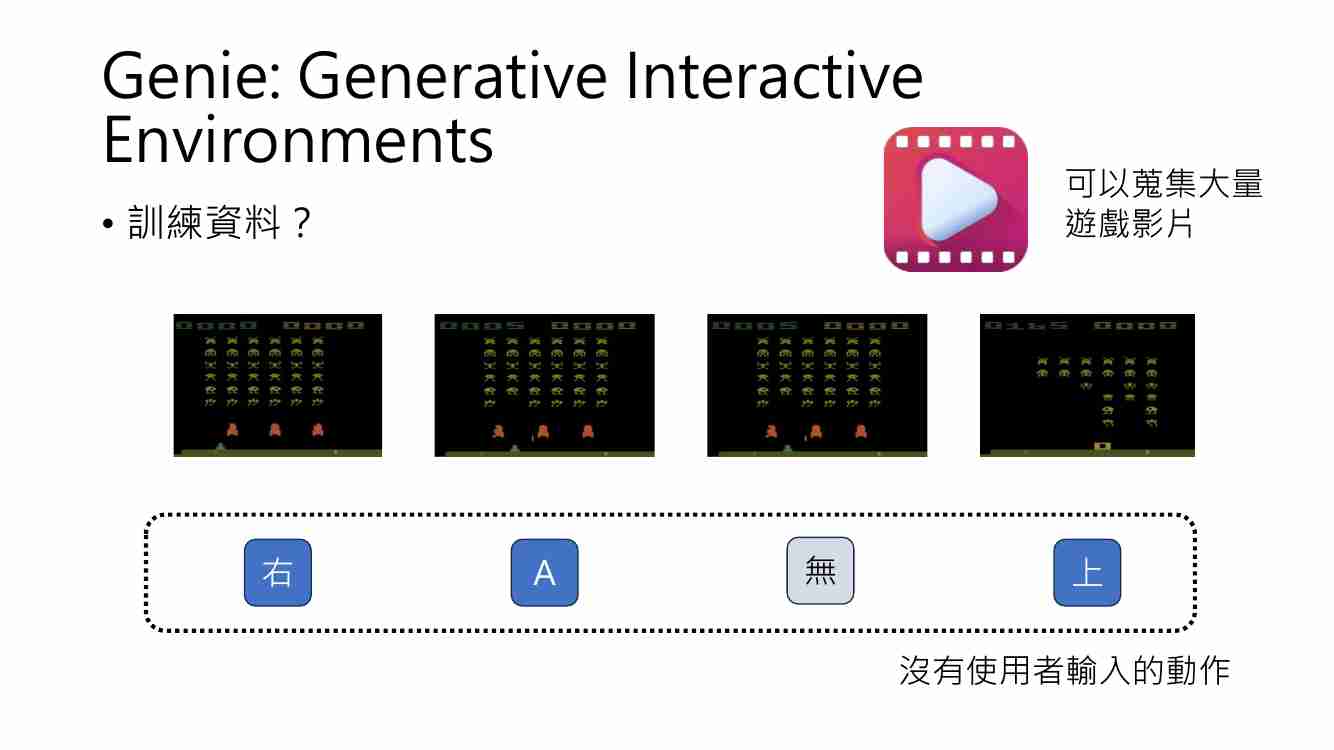 Genie: Generative Interactive
Environments
• 訓練資料？
可以蒐集大量
遊戲影片
0000 0000
0005 0000
0005 0000
0165 0000
右
A
無
上
沒有使用者輸入的動作